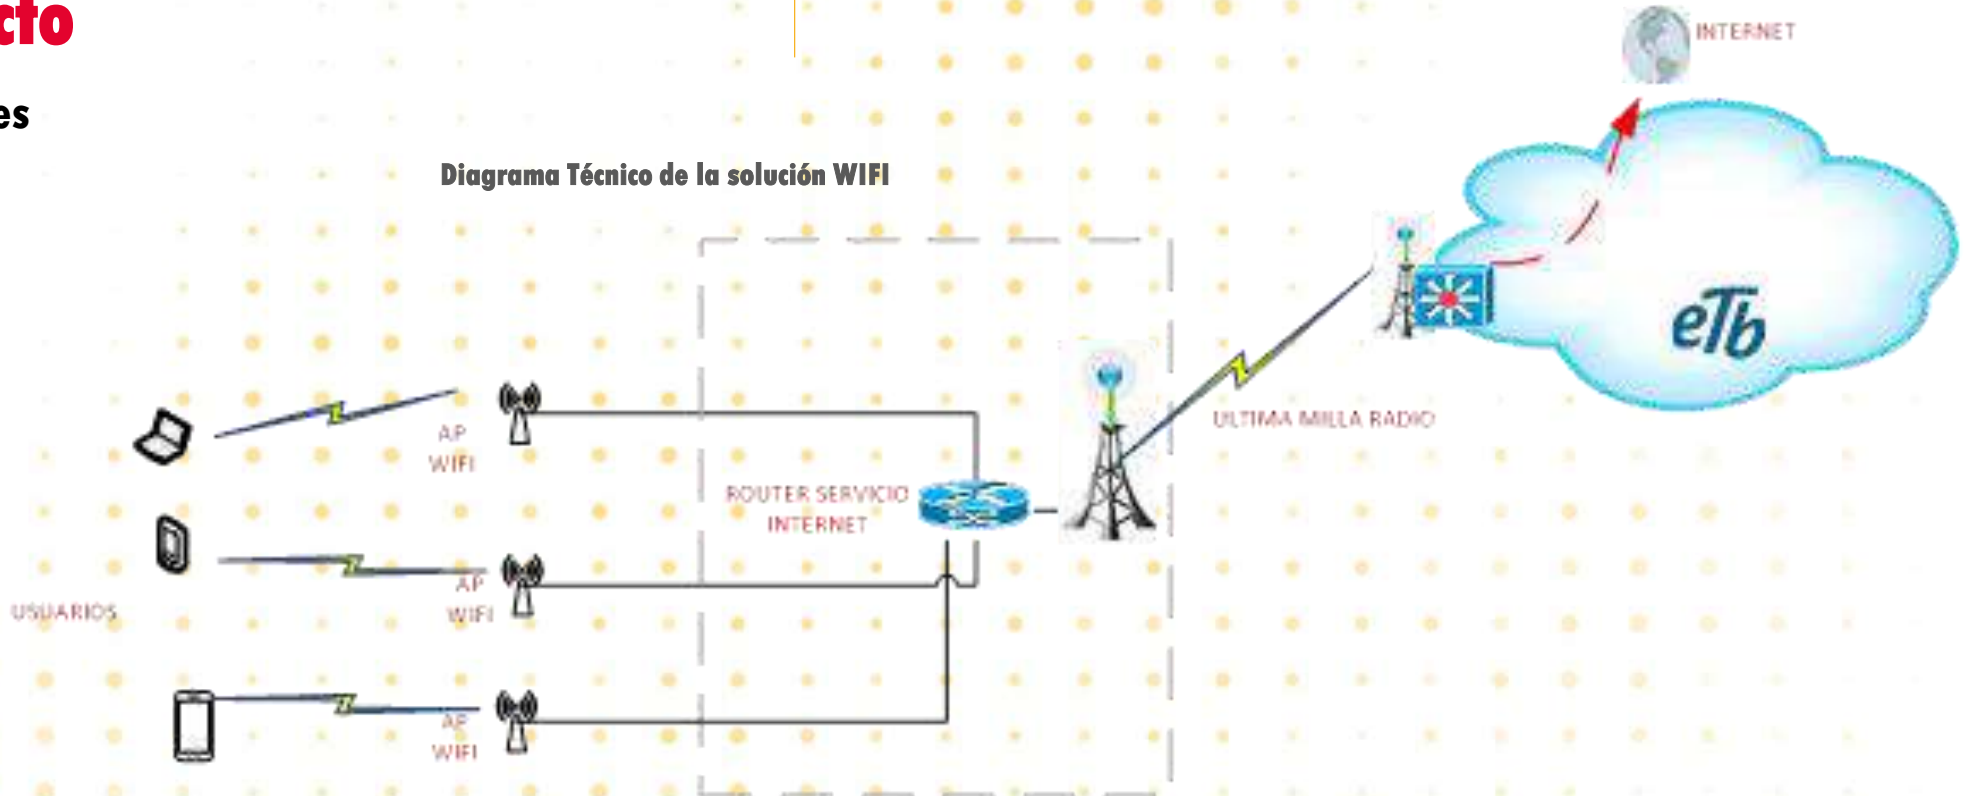 cto
es
Diagrama Técnico de la solución WIFI
INTERNET
eTb
ULTIMA MILLA RADIO
ROUTER SERVICIO
INTERNET
AP
WIFI
AP
WIFI
USUARIOS
AP
WIFI